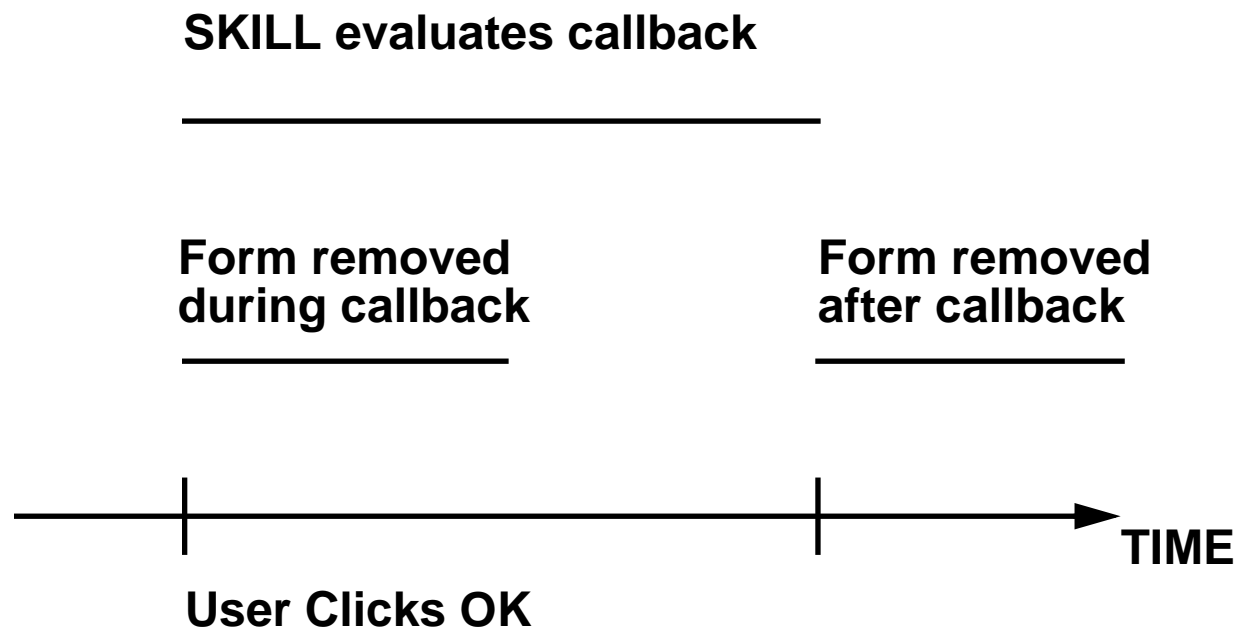 SKILL evaluates callback
Form removed
during callback
Form removed
after callback
TIME
User Clicks OK